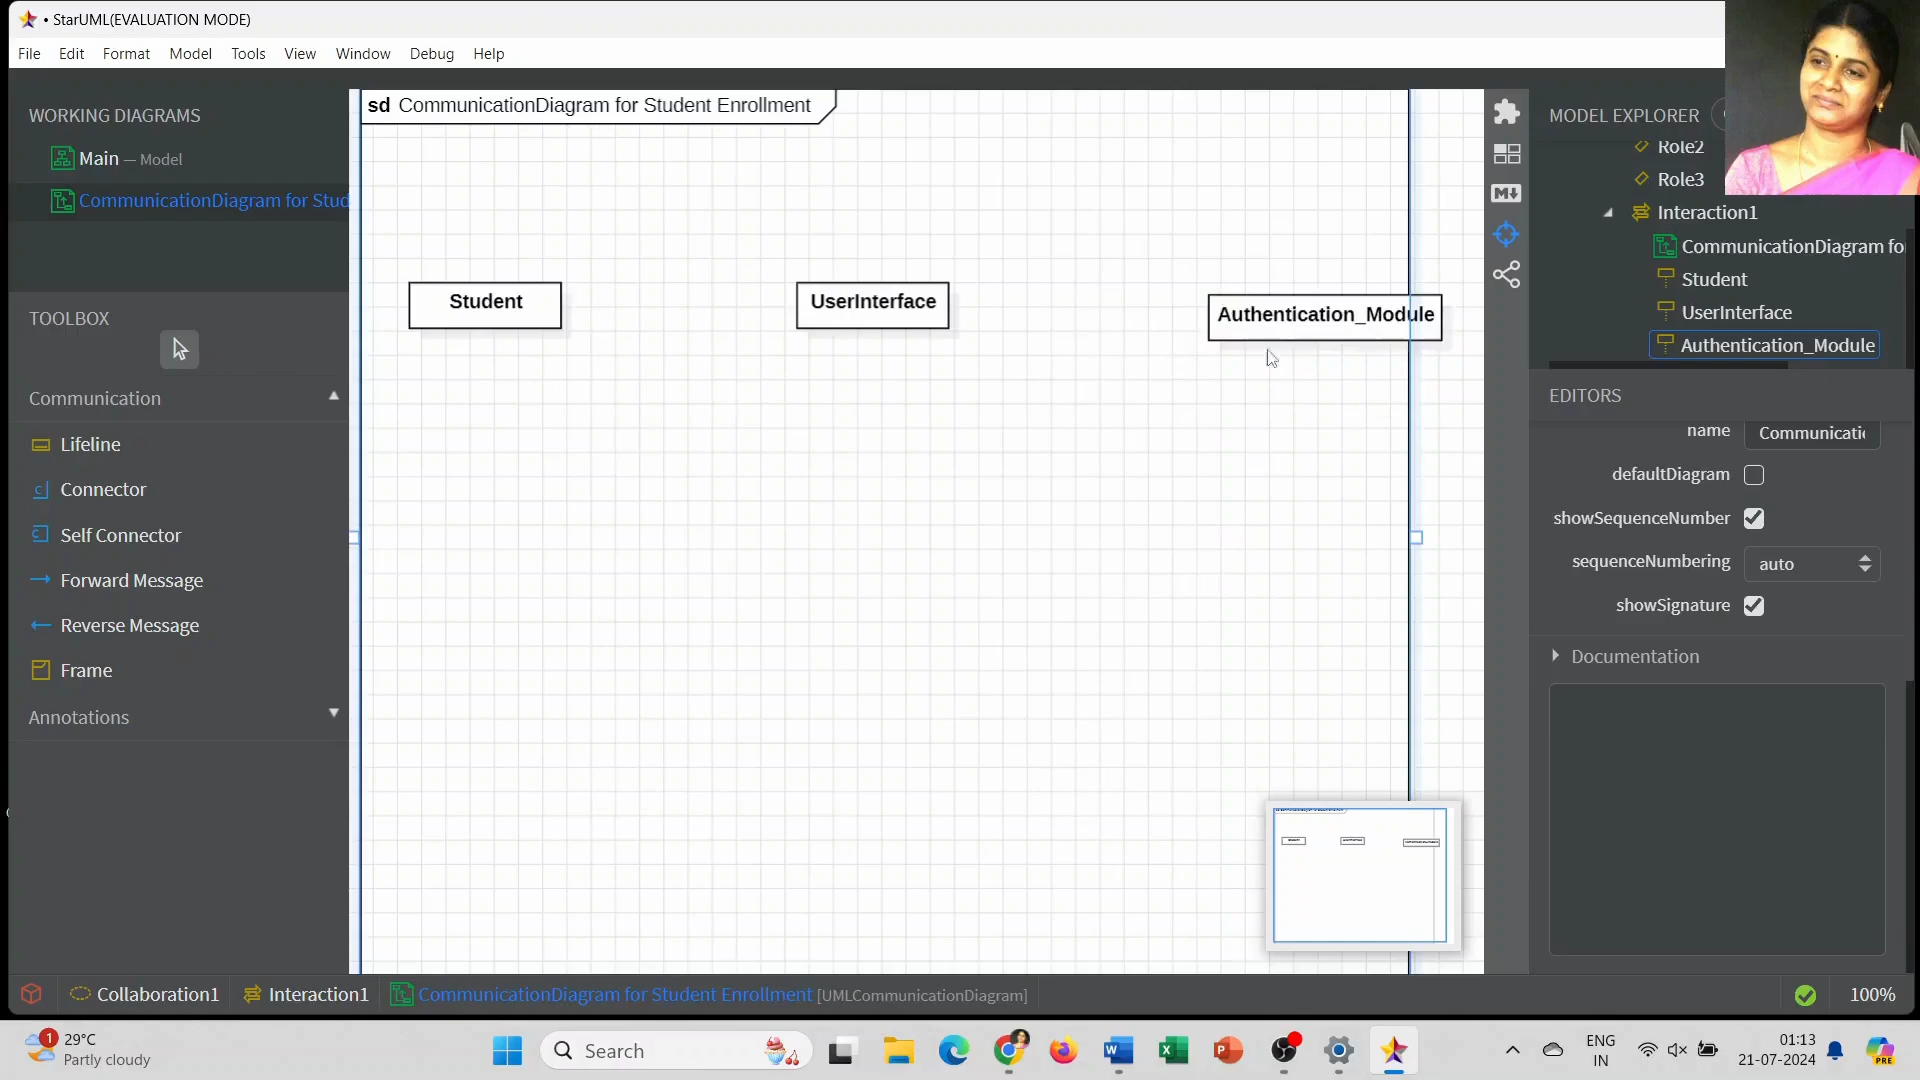 • StarUML(EVALUATION MODE)
File Edit Format Model Tools View Window Debug Help
WORKING DIAGRAMS
Main — Model
CommunicationDiagram for Stud
TOOLBOX
Communication
Lifeline
Connector
Self Connector
Forward Message
Reverse Message
Frame
Annotations
sd CommunicationDiagram for Student Enrollment
Student
UserInterface
Authentication_Module
MODEL EXPLORER
Role2
Role3
Interaction1
CommunicationDiagram fo
Student
UserInterface
Authentication_Module
EDITORS
name Communicati
defaultDiagram
showSequenceNumber
sequenceNumbering auto
showSignature
Documentation
Collaboration1 Interaction1 CommunicationDiagram for Student Enrollment [UMLCommunicationDiagram] 100%
1 29°C
Partly cloudy
Search
ENG
IN
01:13
21-07-2024
PRE